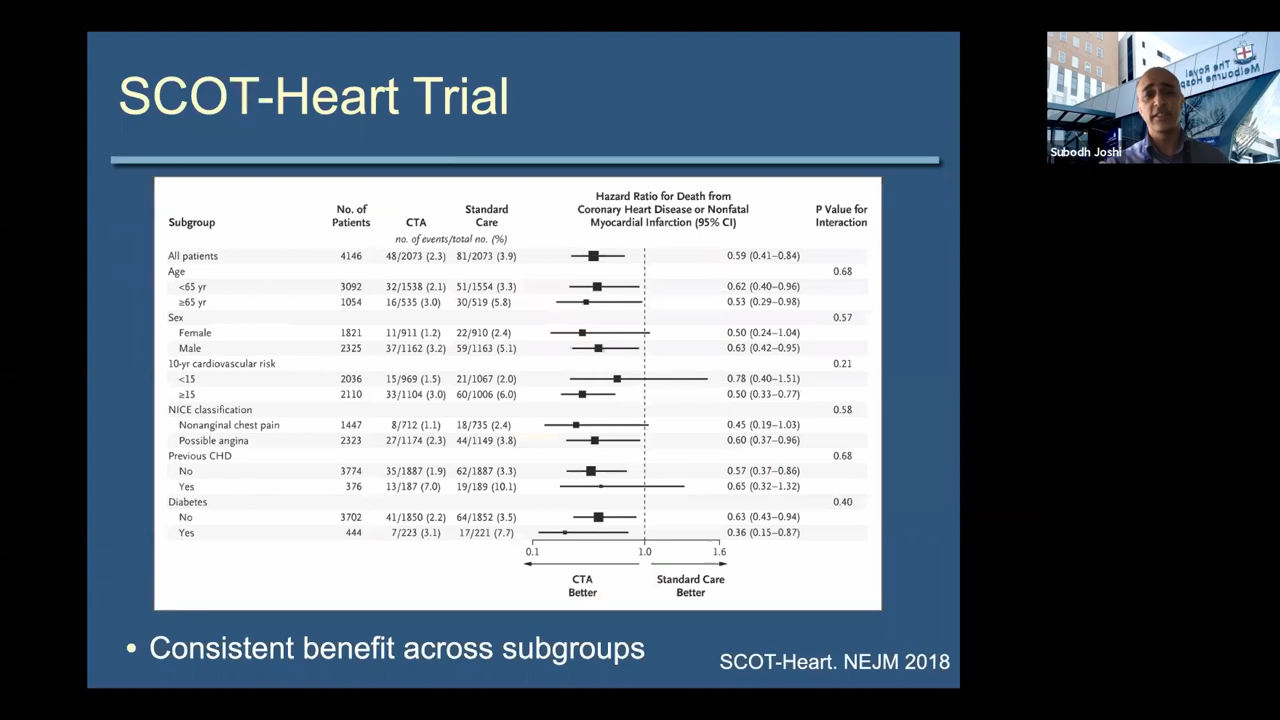 SCOT-Heart Trial
Hazard Ratio for Death from
Coronary Heart Disease or Nonfatal
Myocardial Infarction (95% CI)
No. of Patients
Standard Care
P Value for Interaction
Subgroup CTA
no. of events/total no. (%)
All patients 4146 48/2073 (2.3) 81/2073 (3.9) 0.59 (0.41–0.84)
Age 0.68
<65 yr 3092 32/1538 (2.1) 51/1554 (3.3) 0.62 (0.40–0.96)
≥65 yr 1054 16/535 (3.0) 30/519 (5.8) 0.53 (0.29–0.98)
Sex 0.57
Female 1821 11/911 (1.2) 22/910 (2.4) 0.50 (0.24–1.04)
Male 2325 37/1162 (3.2) 59/1163 (5.1) 0.63 (0.42–0.95)
10-yr cardiovascular risk 0.21
<15 2036 15/969 (1.5) 21/1067 (2.0) 0.78 (0.40–1.51)
≥15 2110 33/1104 (3.0) 60/1006 (6.0) 0.50 (0.33–0.77)
NICE classification 0.58
Nonanginal chest pain 1447 8/712 (1.1) 18/735 (2.4) 0.45 (0.19–1.03)
Possible angina 2323 27/1174 (2.3) 44/1149 (3.8) 0.60 (0.37–0.96)
Previous CHD 0.68
No 3774 35/1887 (1.9) 62/1887 (3.3) 0.57 (0.37–0.86)
Yes 376 13/187 (7.0) 19/189 (10.1) 0.65 (0.32–1.32)
Diabetes 0.40
No 3702 41/1850 (2.2) 64/1852 (3.5) 0.63 (0.43–0.94)
Yes 444 7/223 (3.1) 17/221 (7.7) 0.36 (0.15–0.87)
0.1 1.0 1.6
CTA Better
Standard Care Better
• Consistent benefit across subgroups
SCOT-Heart. NEJM 2018
The Royal
Melbourne Hosp
Subodh Joshi